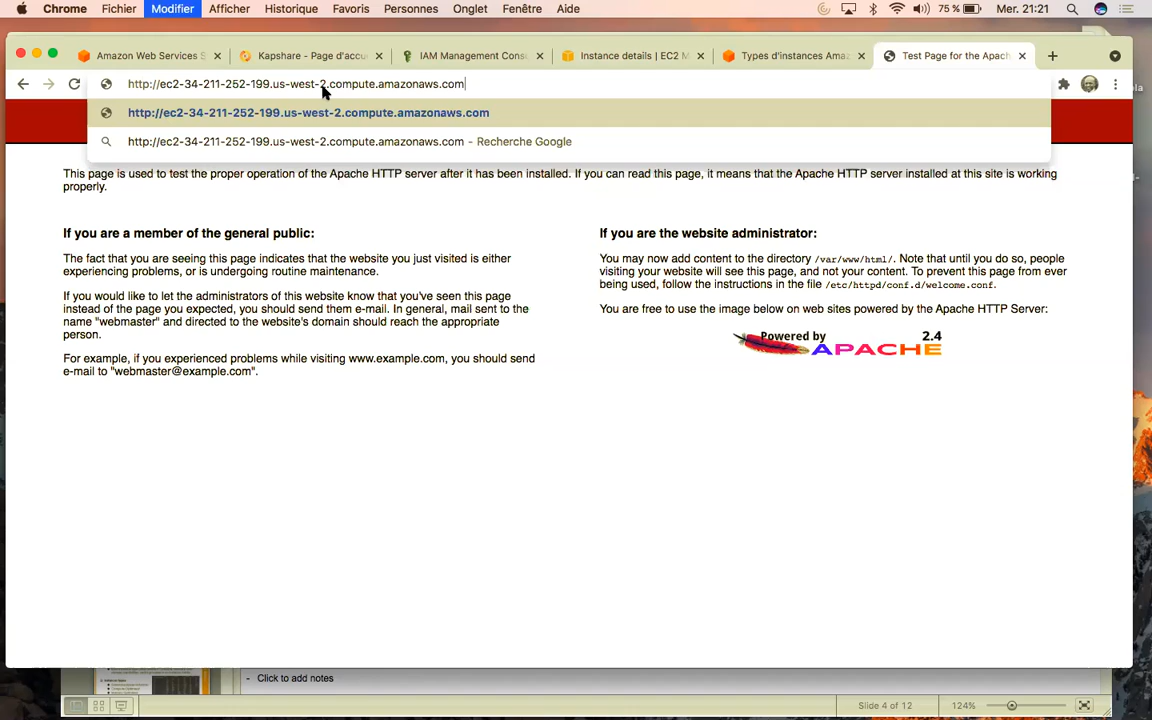 Chrome Fichier Modifier Afficher Historique Favoris Personnes Onglet Fenêtre Aide 75 % Mer. 21:21
Amazon Web Services S Kapshare - Page d'accu IAM Management Cons Instance details | EC2 M Types d'instances Ama Test Page for the Apach
http://ec2-34-211-252-199.us-west-2.compute.amazonaws.com
http://ec2-34-211-252-199.us-west-2.compute.amazonaws.com
http://ec2-34-211-252-199.us-west-2.compute.amazonaws.com - Recherche Google
This page is used to test the proper operation of the Apache HTTP server after it has been installed. If you can read this page, it means that the Apache HTTP server installed at this site is working
properly.
If you are a member of the general public:
The fact that you are seeing this page indicates that the website you just visited is either
experiencing problems, or is undergoing routine maintenance.
If you would like to let the administrators of this website know that you've seen this page
instead of the page you expected, you should send them e-mail. In general, mail sent to the
name "webmaster" and directed to the website's domain should reach the appropriate
person.
For example, if you experienced problems while visiting www.example.com, you should send
e-mail to "webmaster@example.com".
If you are the website administrator:
You may now add content to the directory /var/www/html/. Note that until you do so, people
visiting your website will see this page, and not your content. To prevent this page from ever
being used, follow the instructions in the file /etc/httpd/conf.d/welcome.conf.
You are free to use the image below on web sites powered by the Apache HTTP Server:
Powered by 2.4
APACHE
Click to add notes
Slide 4 of 12 124%